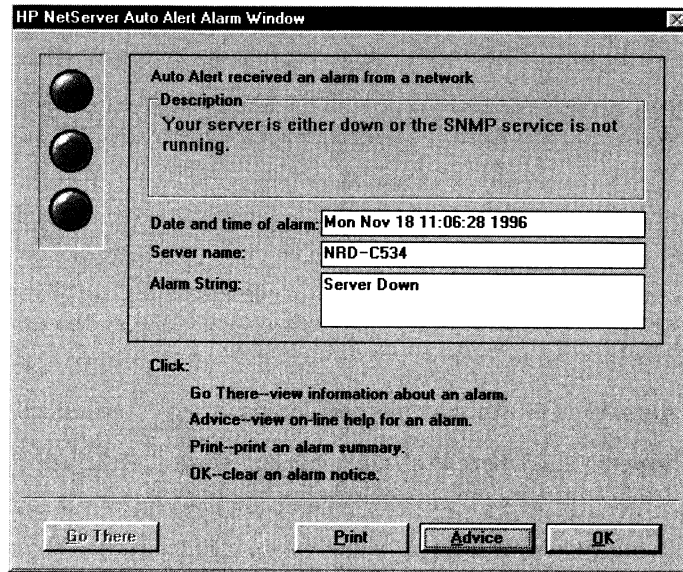 HP NetServer Auto Alert Alarm Window
Auto Alert received an alarm from a network
Description
Your server is either down or the SNMP service is not
running.
Date and time of alarm: Mon Nov 18 11:06:28 1996
Server name: NRD-C534
Alarm String: Server Down
Click:
Go There--view information about an alarm.
Advice--view on-line help for an alarm.
Print--print an alarm summary.
OK--clear an alarm notice.
Go There Print Advice OK